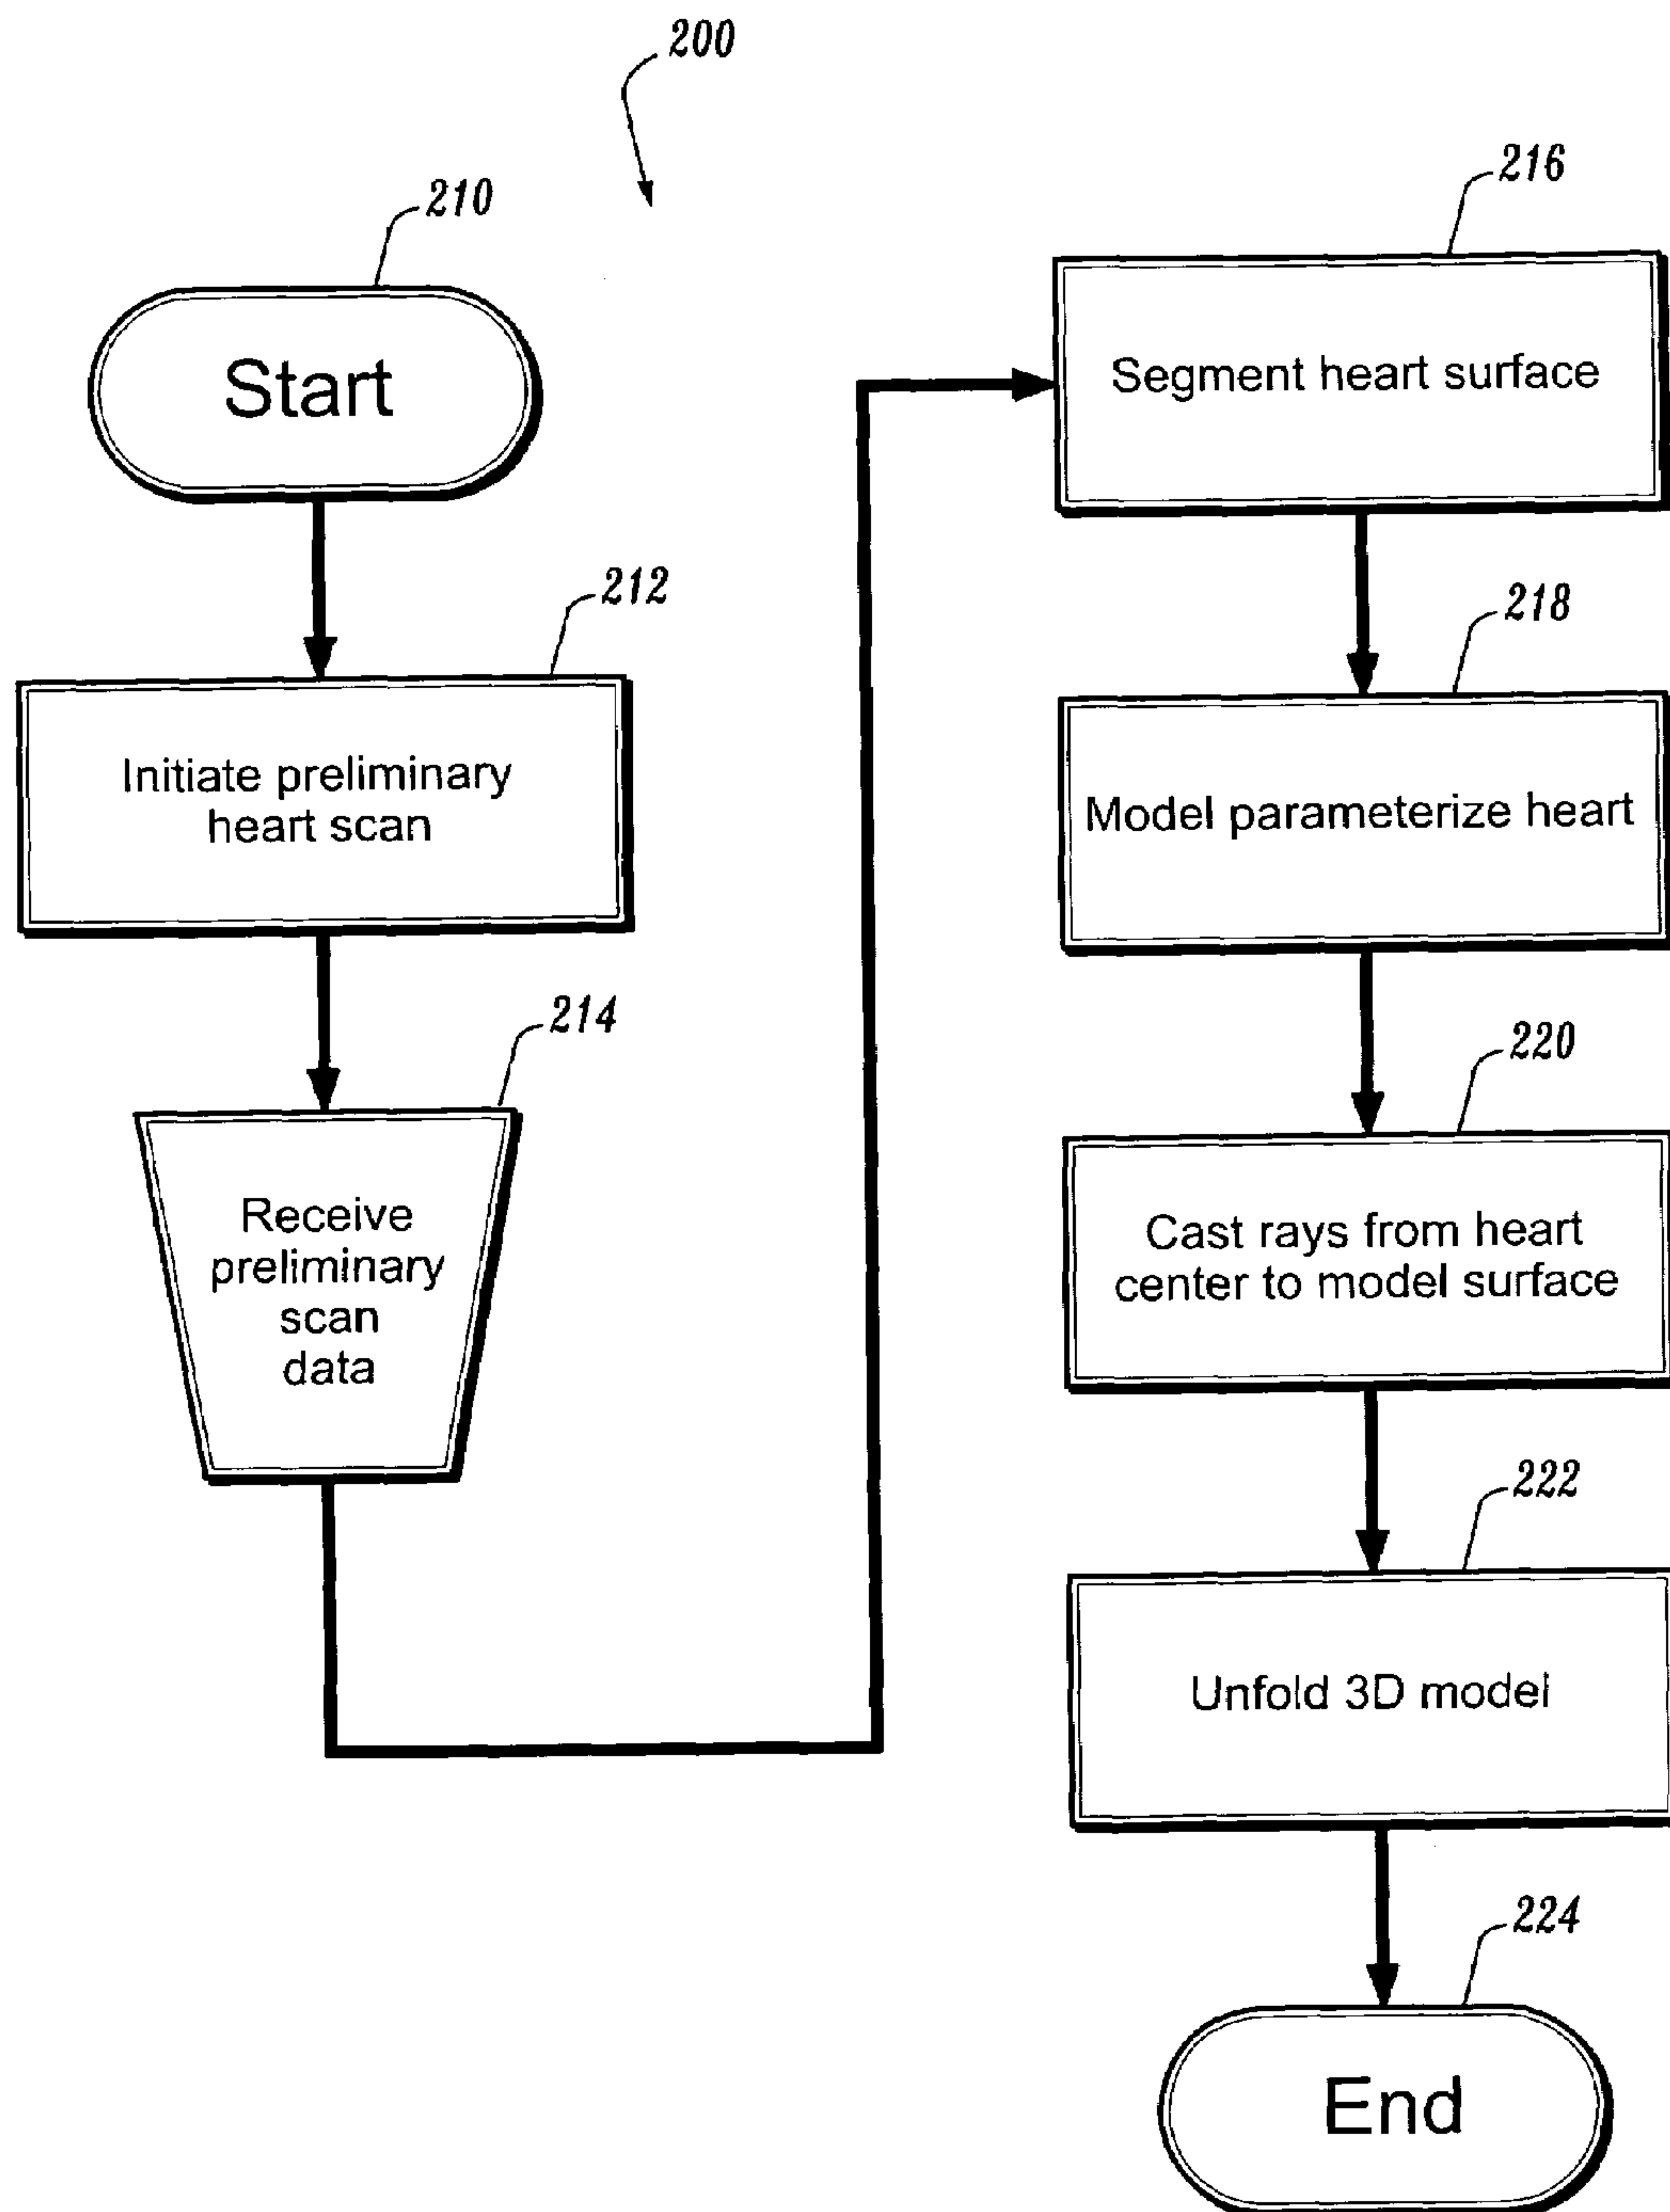 200
210
Start
212
Initiate preliminary
heart scan
214
Receive
preliminary
scan
data
216
Segment heart surface
218
Model parameterize heart
220
Cast rays from heart
center to model surface
222
Unfold 3D model
224
End